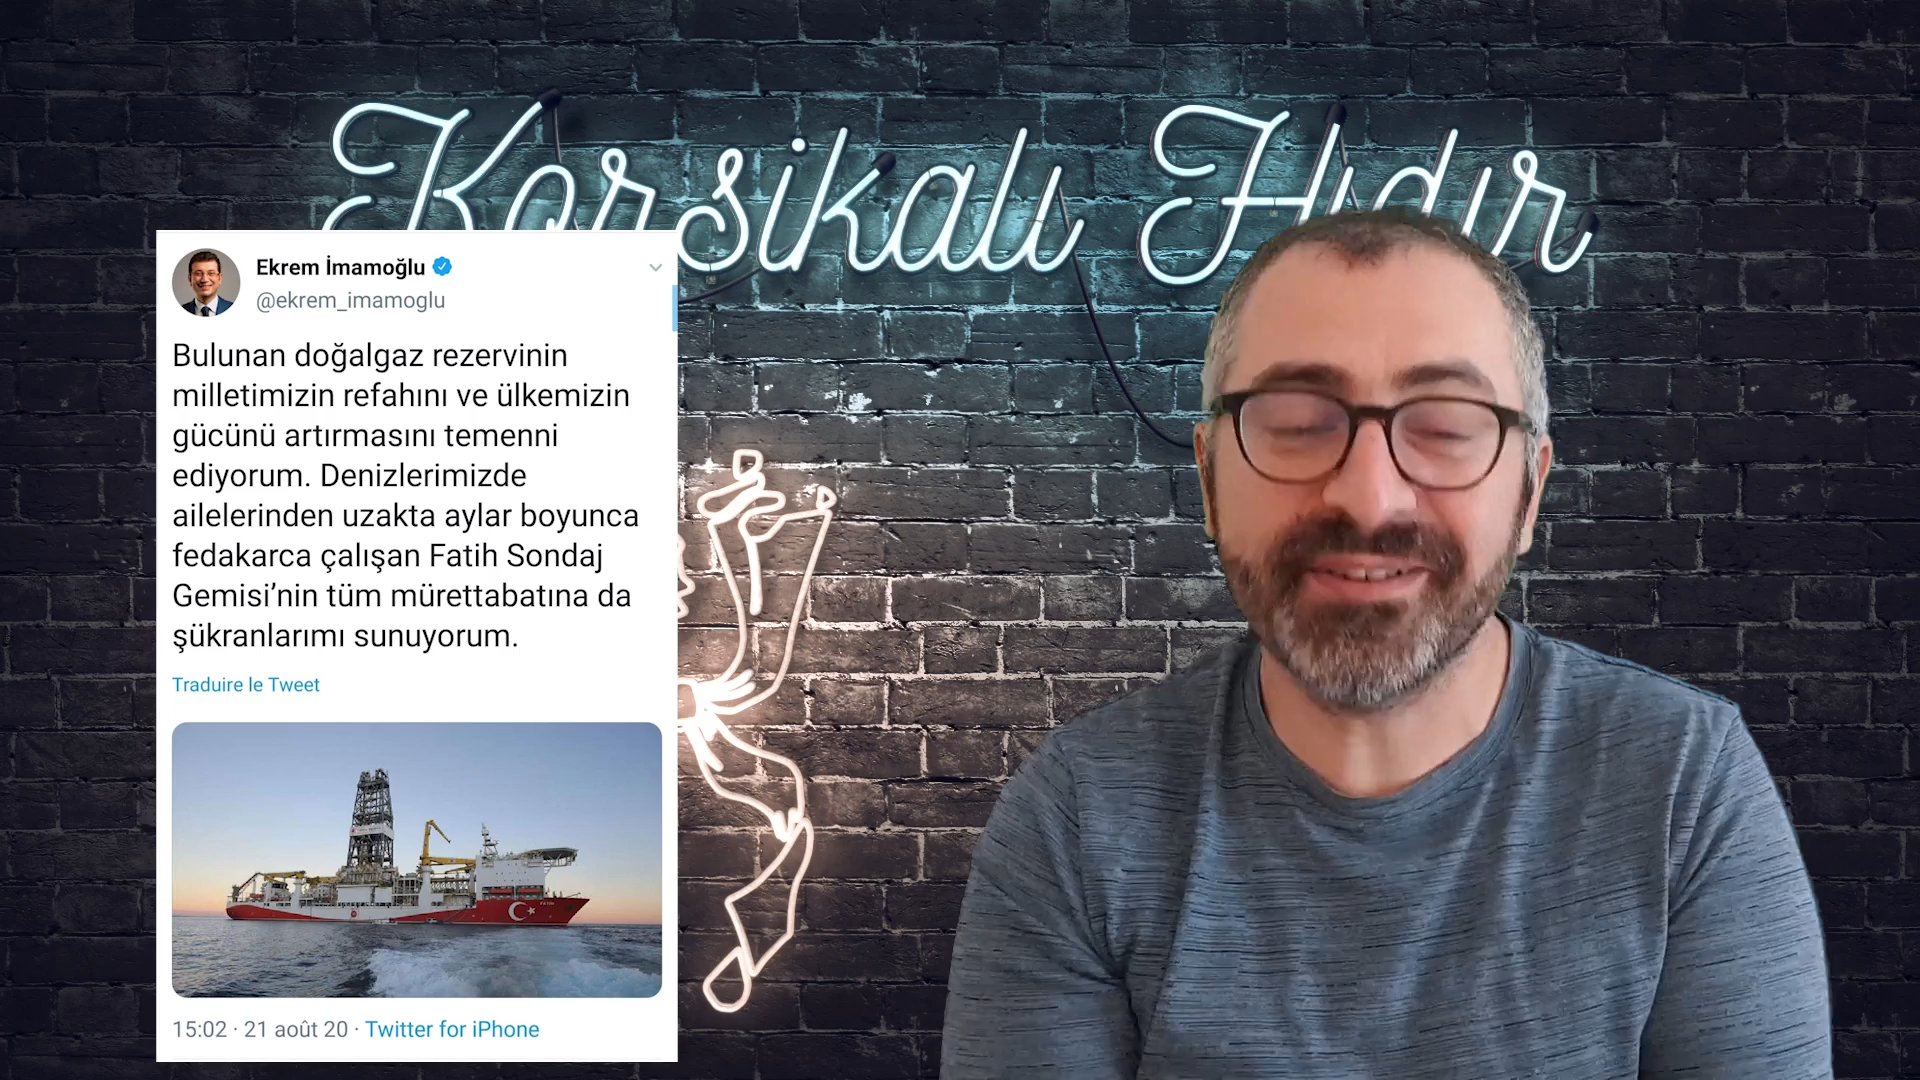 Korsikalı Hıdır
Ekrem İmamoğlu
@ekrem_imamoglu
Bulunan doğalgaz rezervinin
milletimizin refahını ve ülkemizin
gücünü artırmasını temenni
ediyorum. Denizlerimizde
ailelerinden uzakta aylar boyunca
fedakarca çalışan Fatih Sondaj
Gemisi’nin tüm mürettabatına da
şükranlarımı sunuyorum.
Traduire le Tweet
15:02 · 21 août 20 · Twitter for iPhone